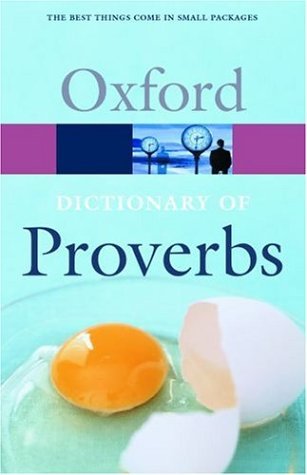 THE BEST THINGS COME IN SMALL PACKAGES
Oxford
DICTIONARY OF
Proverbs